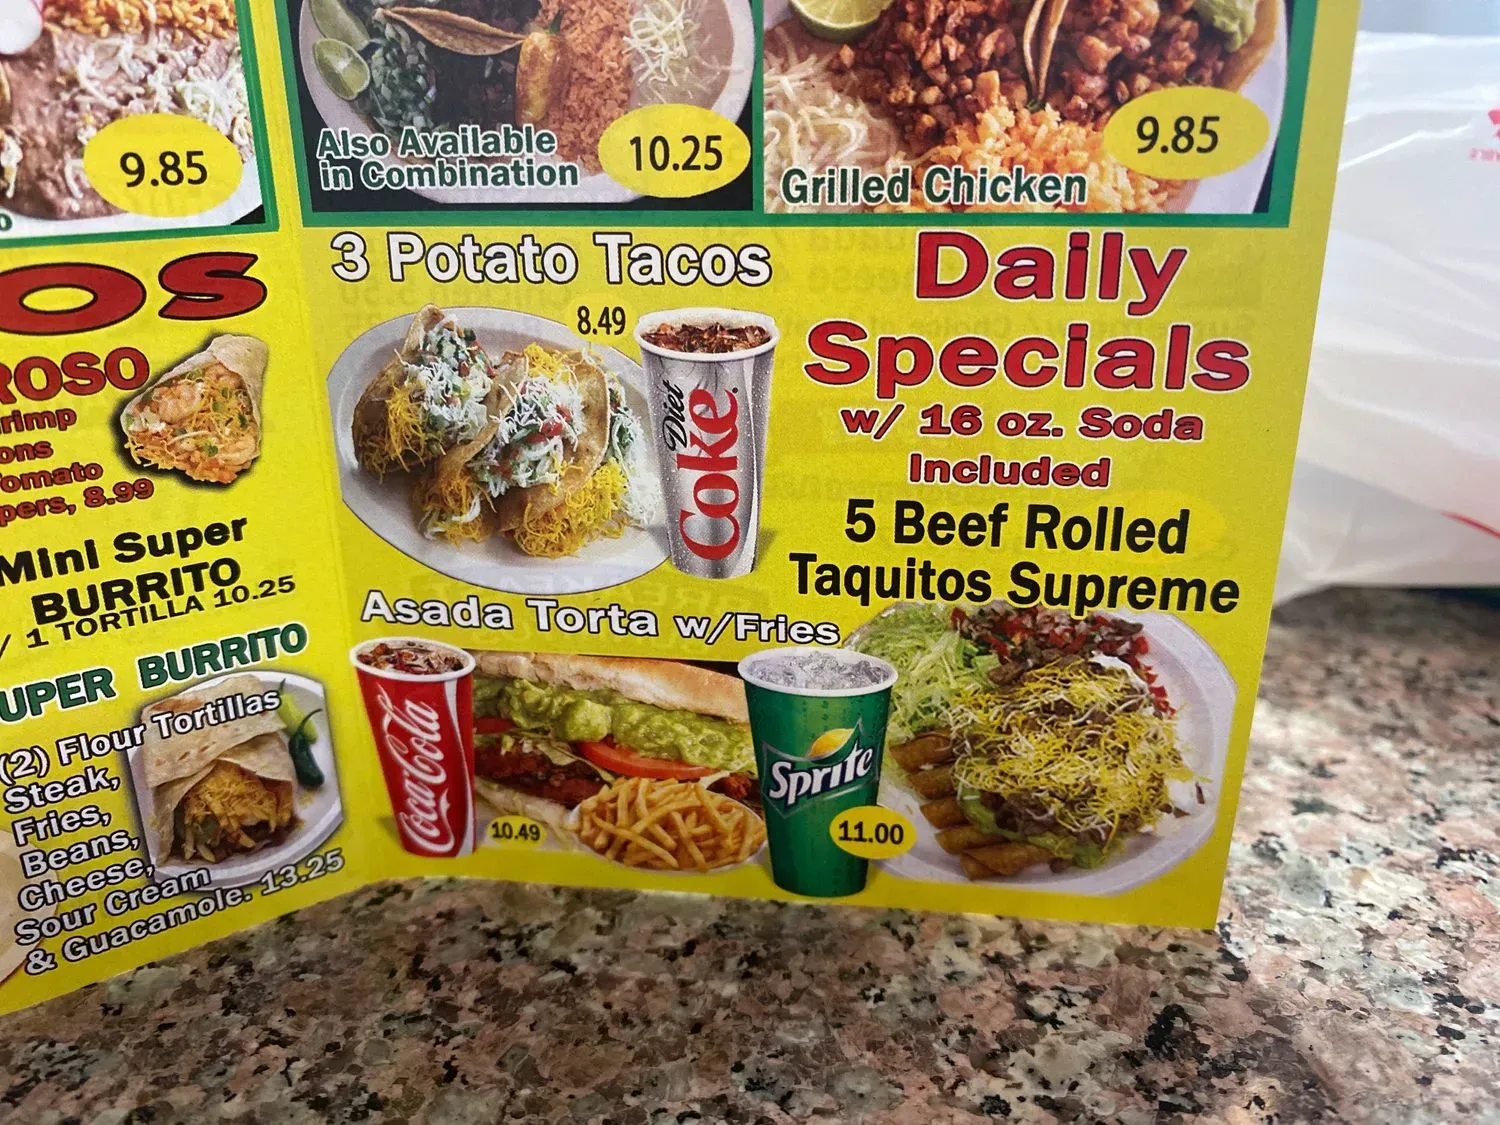 9.85
Also Available
in Combination
10.25
Grilled Chicken
9.85
OS
ROSO
rimp
ons
omato
pers, 8.99
Mini Super
BURRITO
/ 1 TORTILLA 10.25
UPER BURRITO
(2) Flour Tortillas
Steak,
Fries,
Beans,
Cheese,
Sour Cream
& Guacamole. 13.25
3 Potato Tacos
8.49
Diet
Coke
Daily
Specials
w/ 16 oz. Soda
Included
5 Beef Rolled
Taquitos Supreme
Asada Torta w/Fries
Coca-Cola
10.49
Sprite
11.00